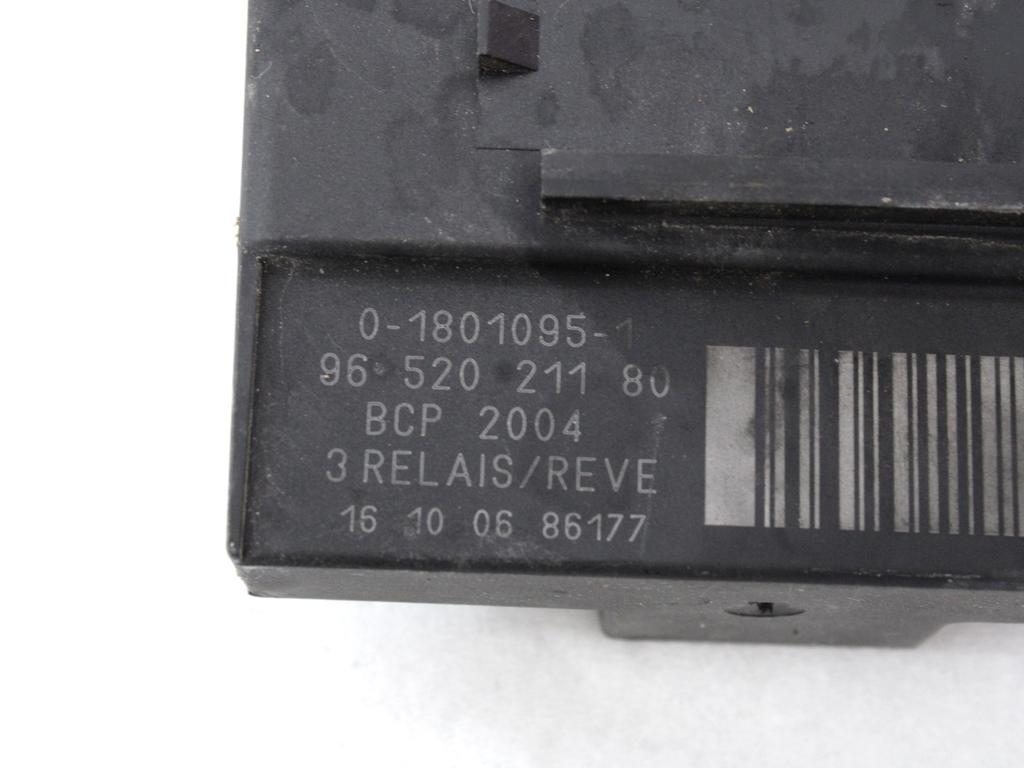 0-1801095-1
96 520 211 80
BCP 2004
3 RELAIS/REVE
16 10 06 86177